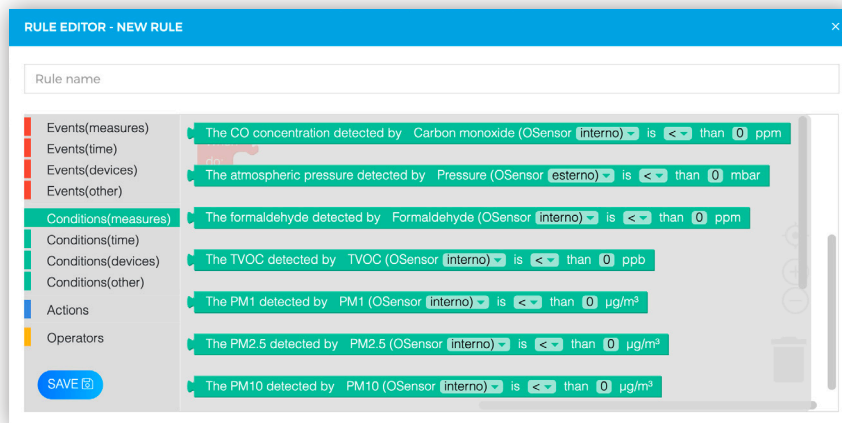 RULE EDITOR - NEW RULE
×
Rule name
Events(measures)
Events(time)
Events(devices)
Events(other)
Conditions(measures)
Conditions(time)
Conditions(devices)
Conditions(other)
Actions
Operators
SAVE
The CO concentration detected by Carbon monoxide (OSensor interno) is < than 0 ppm
do
The atmospheric pressure detected by Pressure (OSensor esterno) is < than 0 mbar
The formaldehyde detected by Formaldehyde (OSensor interno) is < than 0 ppm
The TVOC detected by TVOC (OSensor interno) is < than 0 ppb
The PM1 detected by PM1 (OSensor interno) is < than 0 µg/m³
The PM2.5 detected by PM2.5 (OSensor interno) is < than 0 µg/m³
The PM10 detected by PM10 (OSensor interno) is < than 0 µg/m³